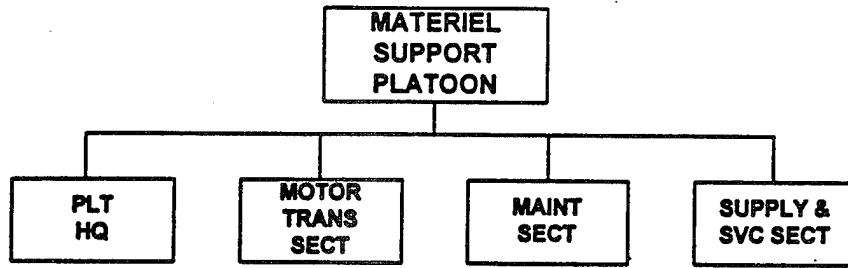 MATERIEL
SUPPORT
PLATOON
PLT
HQ
MOTOR
TRANS
SECT
MAINT
SECT
SUPPLY &
SVC SECT